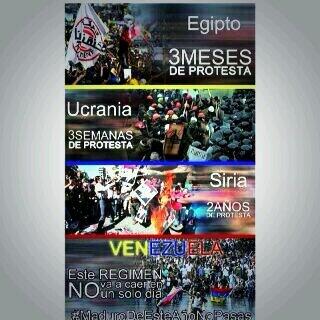 Egipto
3MESES
DE PROTESTA
Ucrania
3SEMANAS
DE PROTESTA
Siria
2AÑOS
DE PROTESTA
VENEZUELA
Este REGIMEN
NO va a caer en
un solo día
#MaduroDeEsteAñoNoPasas